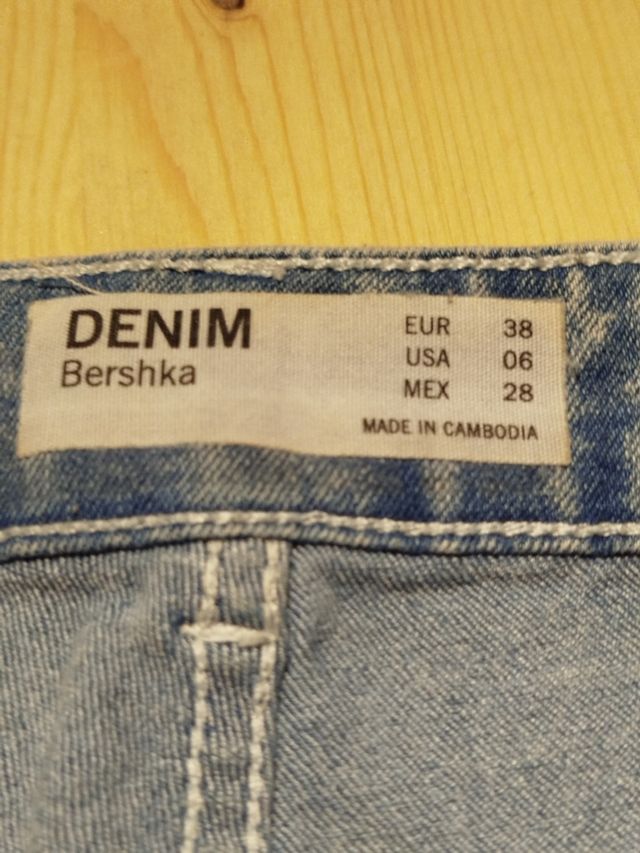 DENIM
Bershka
EUR 38
USA 06
MEX 28
MADE IN CAMBODIA